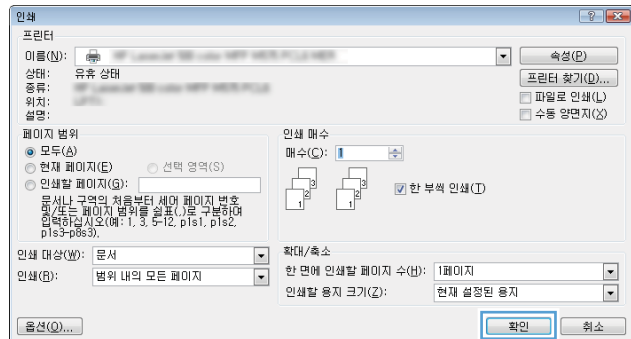 인쇄
프린터
이름(N):
속성(P)
상태: 유휴 상태
프린터 찾기(D)...
종류:
위치:
파일로 인쇄(L)
설명:
수동 양면지(X)
페이지 범위
모두(A)
현재 페이지(E) 선택 영역(S)
인쇄할 페이지(G):
문서나 구역의 처음부터 세어 페이지 번호
및/또는 페이지 범위를 쉼표(,)로 구분하여
입력하십시오(예: 1, 3, 5-12, p1s1, p1s2,
p1s3-p8s3).
인쇄 매수
매수(C): 1
1 2 3 1 2 3
한 부씩 인쇄(T)
인쇄 대상(W): 문서
인쇄(R): 범위 내의 모든 페이지
확대/축소
한 면에 인쇄할 페이지 수(H): 1페이지
인쇄할 용지 크기(Z): 현재 설정된 용지
옵션(O)...
확인
취소